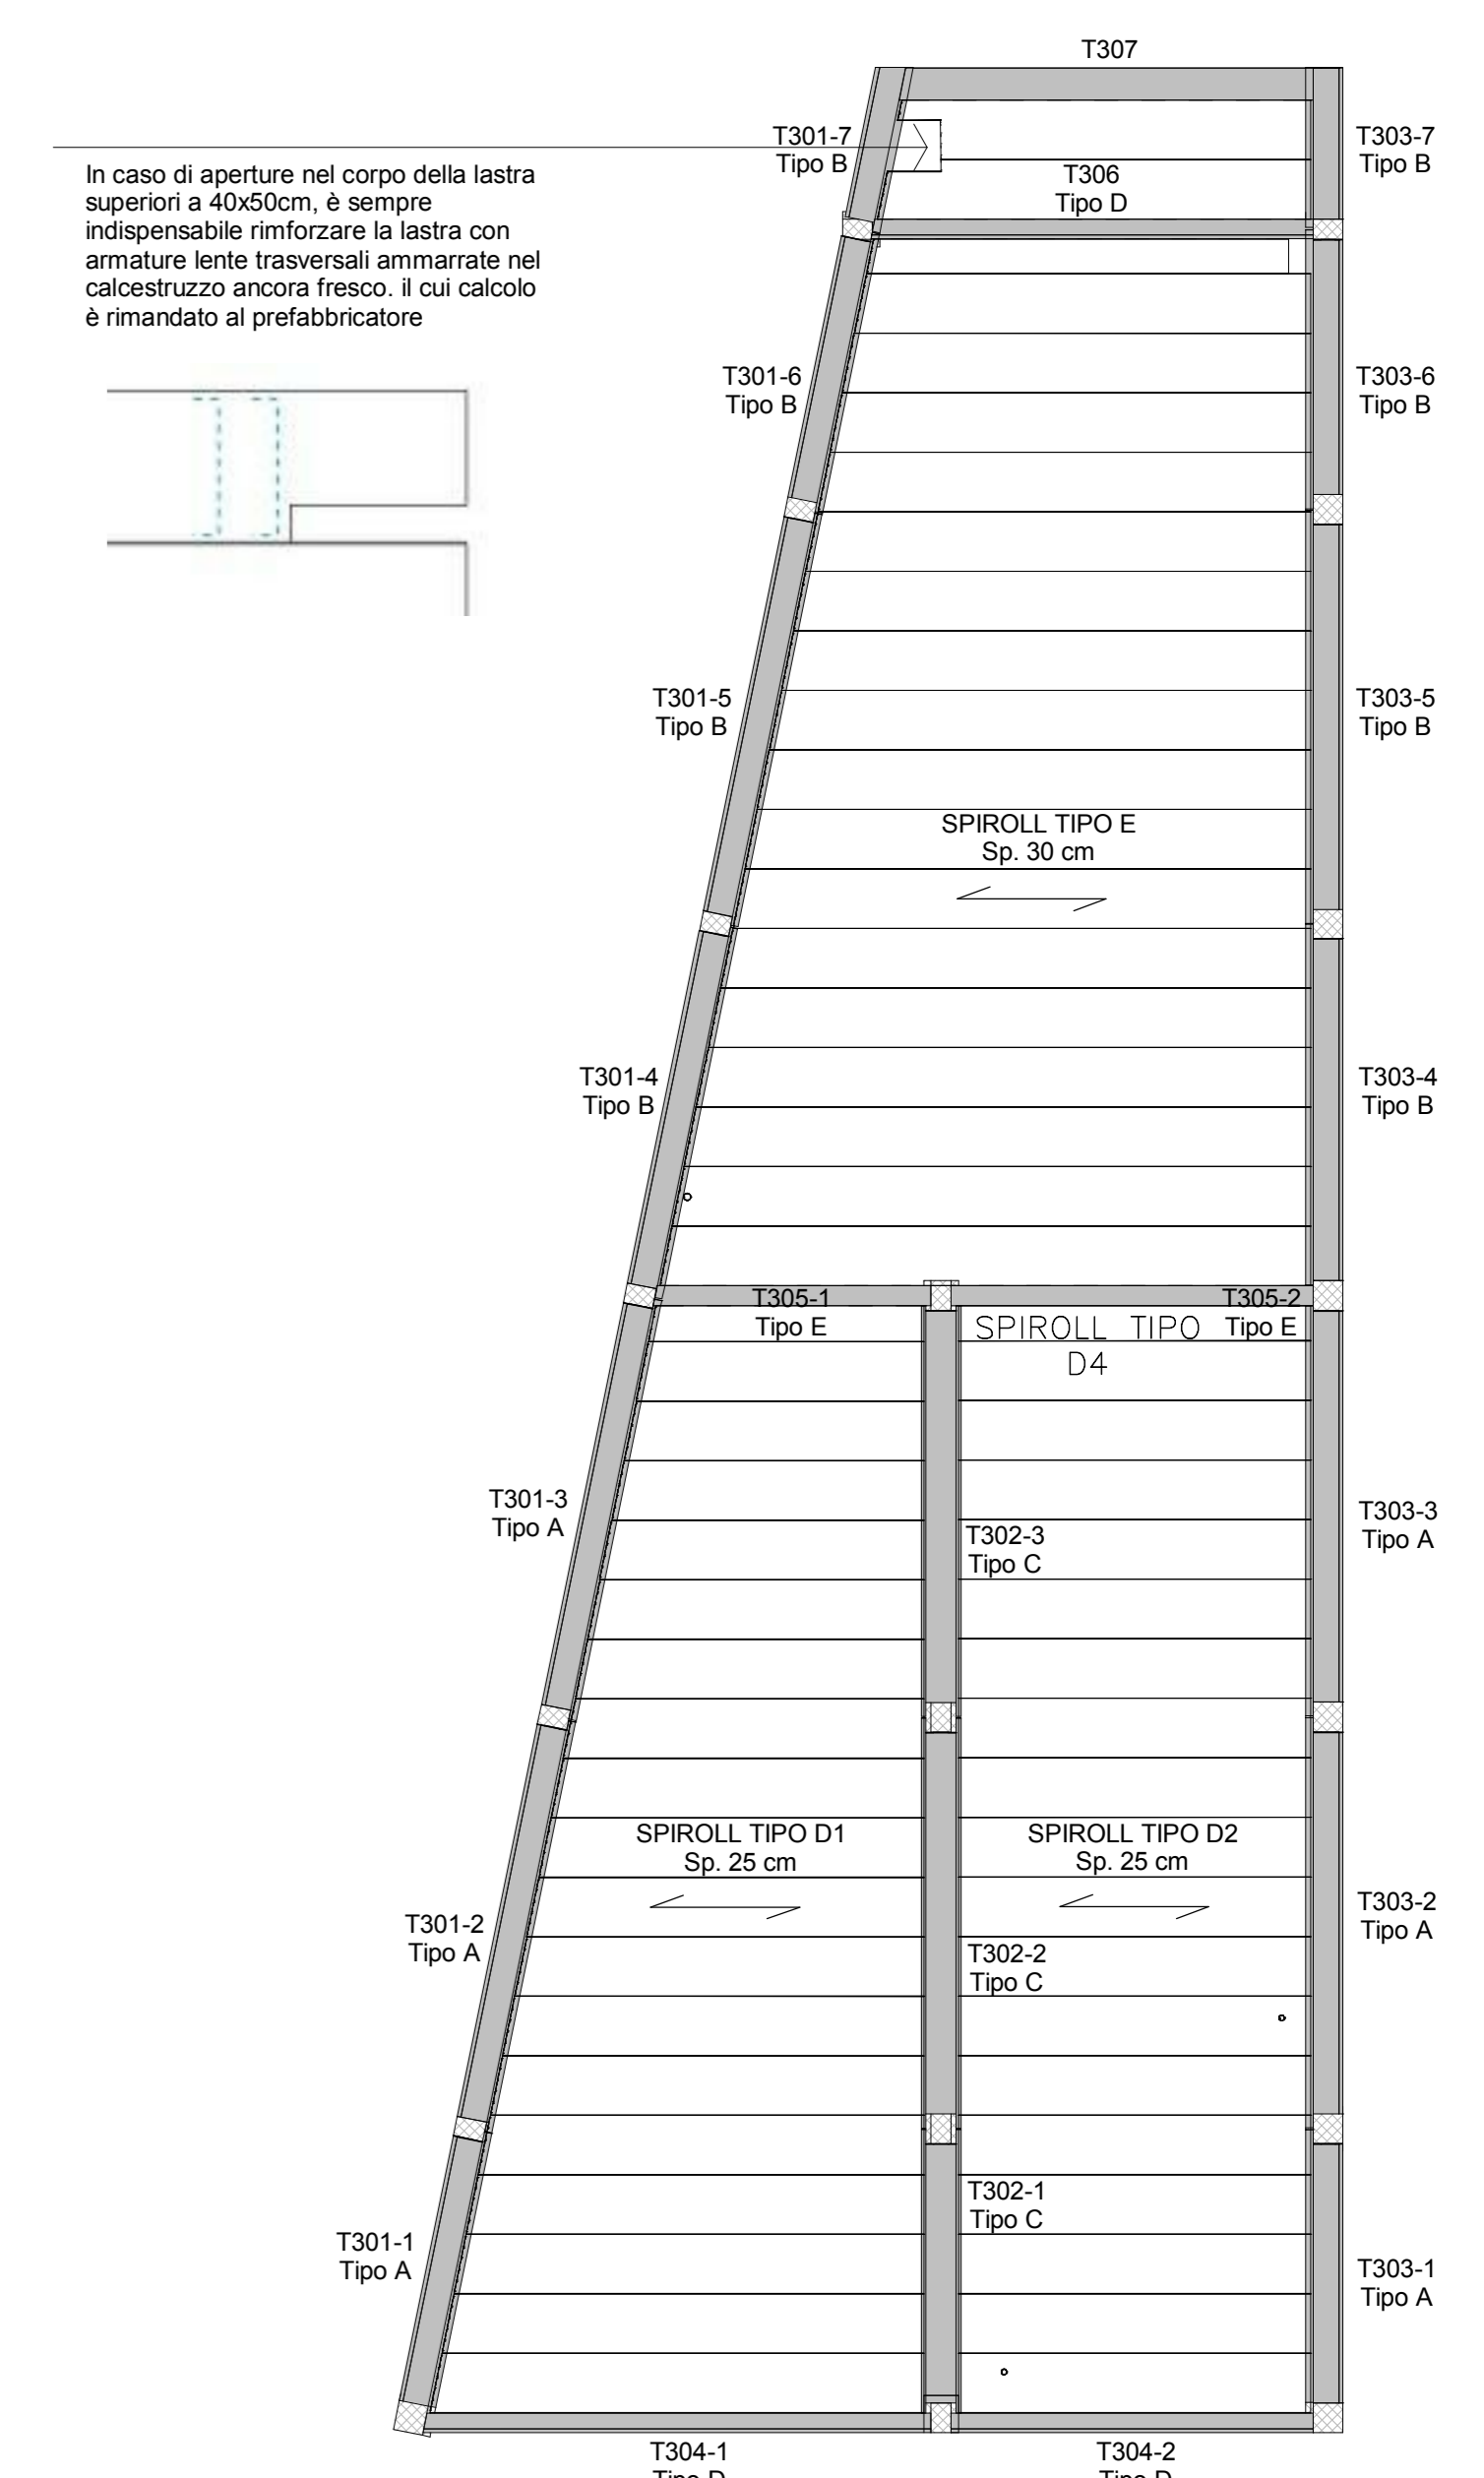 T307
T301-7
Tipo B
T303-7
Tipo B
In caso di aperture nel corpo della lastra
superiori a 40x50cm, è sempre
indispensabile rimforzare la lastra con
armature lente trasversali ammarrate nel
calcestruzzo ancora fresco. il cui calcolo
è rimandato al prefabbricatore
T306
Tipo D
T301-6
Tipo B
T303-6
Tipo B
T301-5
Tipo B
T303-5
Tipo B
SPIROLL TIPO E
Sp. 30 cm
T301-4
Tipo B
T303-4
Tipo B
T305-1
Tipo E
T305-2
Tipo E
SPIROLL TIPO
D4
T301-3
Tipo A
T302-3
Tipo C
T303-3
Tipo A
SPIROLL TIPO D1
Sp. 25 cm
SPIROLL TIPO D2
Sp. 25 cm
T301-2
Tipo A
T302-2
Tipo C
T303-2
Tipo A
T301-1
Tipo A
T302-1
Tipo C
T303-1
Tipo A
T304-1
Tipo D
T304-2
Tipo D